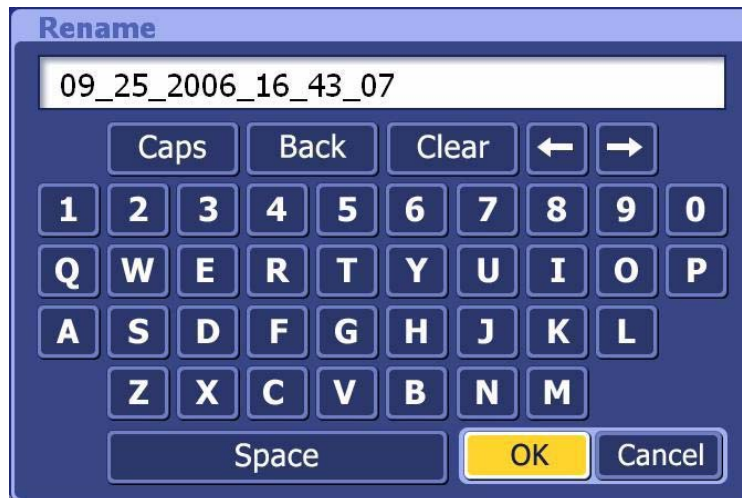 Rename
09_25_2006_16_43_07
Caps Back Clear ← →
1 2 3 4 5 6 7 8 9 0
Q W E R T Y U I O P
A S D F G H J K L
Z X C V B N M
Space OK Cancel